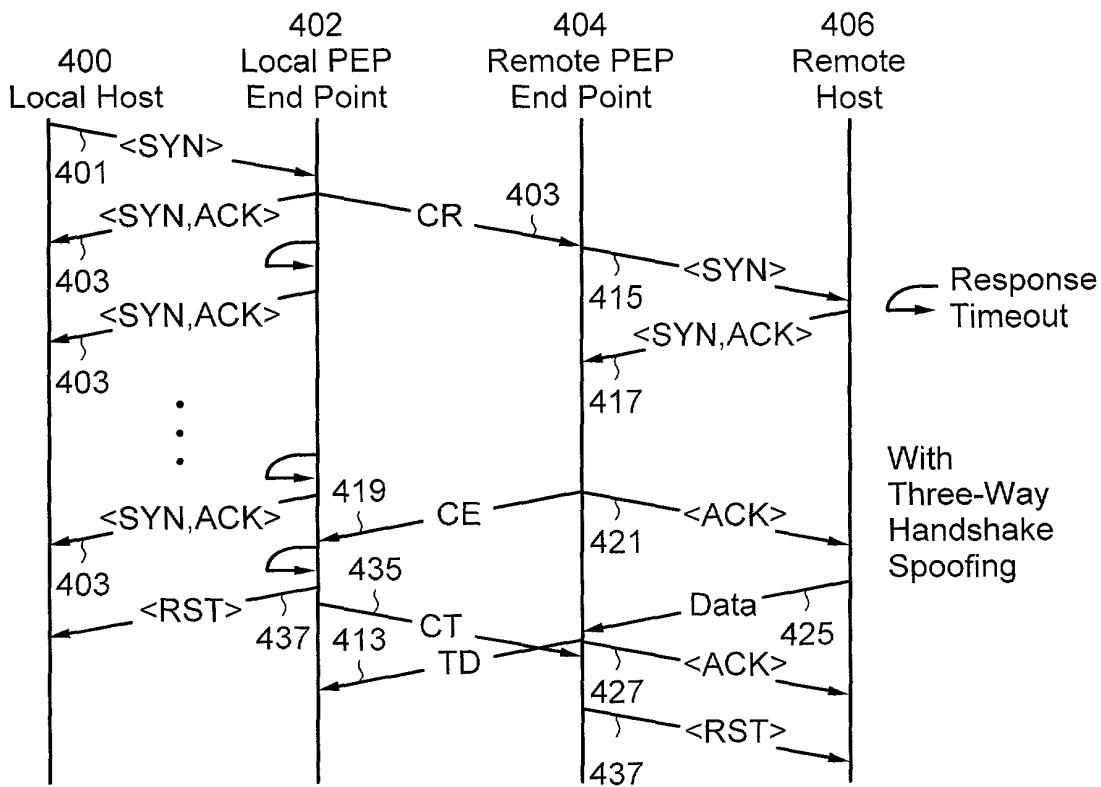 400
Local Host
402
Local PEP
End Point
404
Remote PEP
End Point
406
Remote
Host
<SYN>
401
<SYN,ACK>
CR
403
403
<SYN>
415
Response
Timeout
<SYN,ACK>
<SYN,ACK>
403
417
With
Three-Way
Handshake
Spoofing
419
<SYN,ACK>
CE
<ACK>
421
403
435
<RST>
437
Data
425
CT
413
TD
<ACK>
427
<RST>
437